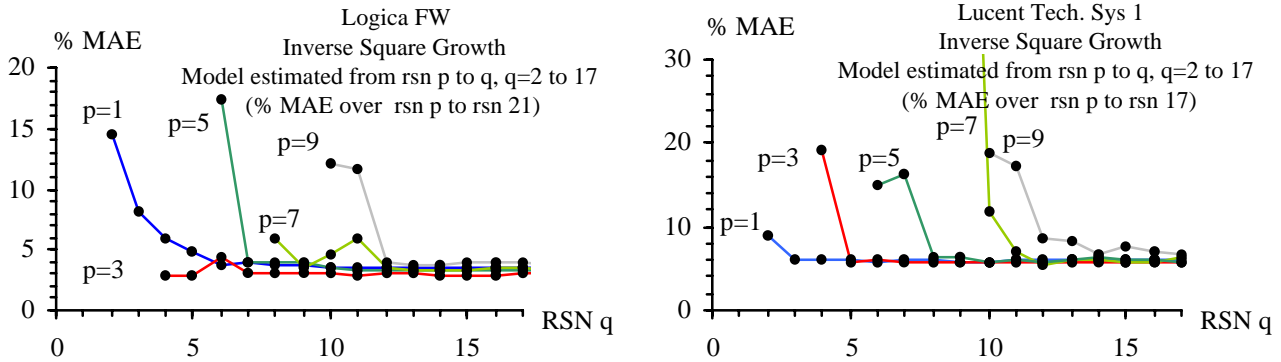 Logica FW
% MAE
Inverse Square Growth
20
Model estimated from rsn p to q, q=2 to 17
(% MAE over rsn p to rsn 21)
p=1
p=5
15
p=9
10
p=7
5
p=3
0
RSN q
0
5
10
15
Lucent Tech. Sys 1
% MAE
Inverse Square Growth
30
Model estimated from rsn p to q, q=2 to 17
(% MAE over rsn p to rsn 17)
p=7
p=9
20
p=3
p=5
10
p=1
0
RSN q
0
5
10
15